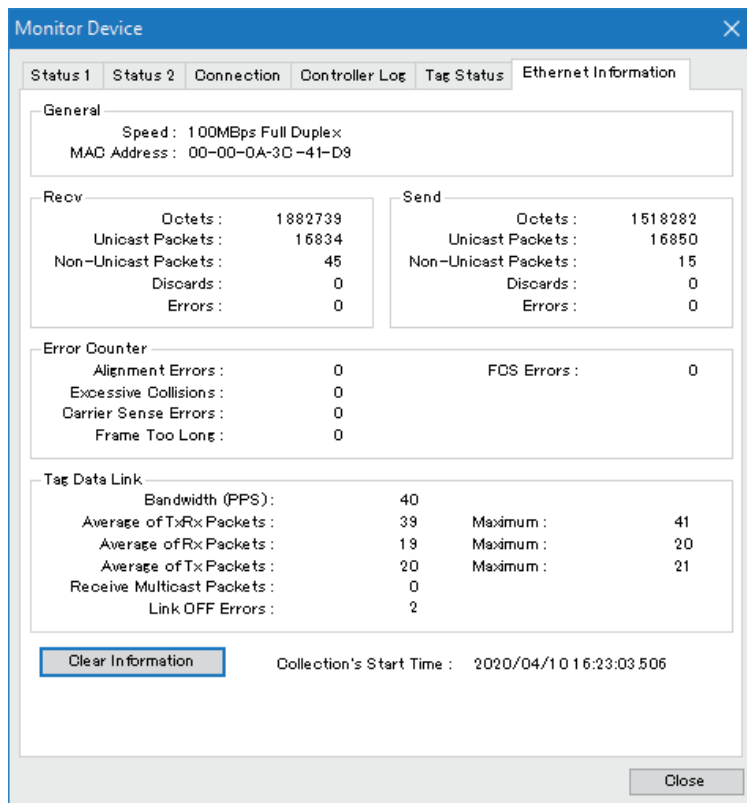 Monitor Device
Status 1 Status 2 Connection Controller Log Tag Status Ethernet Information
General
Speed : 100MBps Full Duplex
MAC Address : 00-00-0A-3C-41-D9
Recv
Octets : 1882739
Unicast Packets : 16834
Non-Unicast Packets : 45
Discards : 0
Errors : 0
Send
Octets : 1518282
Unicast Packets : 16850
Non-Unicast Packets : 15
Discards : 0
Errors : 0
Error Counter
Alignment Errors : 0 FCS Errors : 0
Excessive Collisions : 0
Carrier Sense Errors : 0
Frame Too Long : 0
Tag Data Link
Bandwidth (PPS) : 40
Average of TxRx Packets : 39 Maximum : 41
Average of Rx Packets : 19 Maximum : 20
Average of Tx Packets : 20 Maximum : 21
Receive Multicast Packets : 0
Link OFF Errors : 2
Clear Information Collection's Start Time : 2020/04/10 16:23:03.506
Close